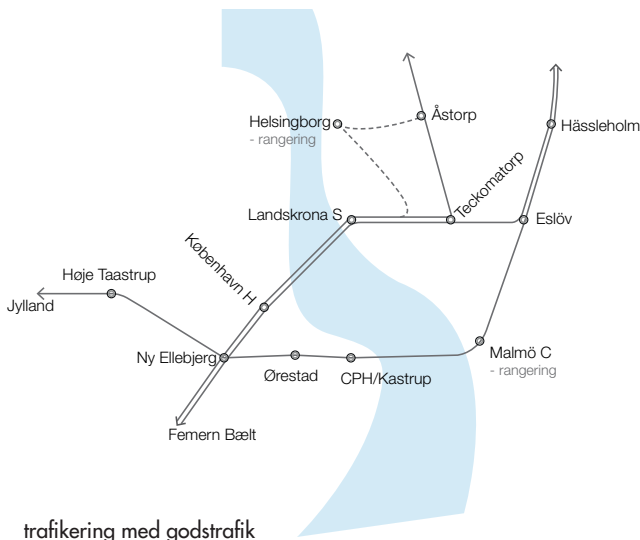 Helsingborg
- rangering
Åstorp
Hässleholm
Teckomatorp
Landskrona S
Eslöv
København H
Høje Taastrup
Jylland
Ny Ellebjerg
Ørestad
CPH/Kastrup
Malmö C
- rangering
Femern Bælt
trafikering med godstrafik